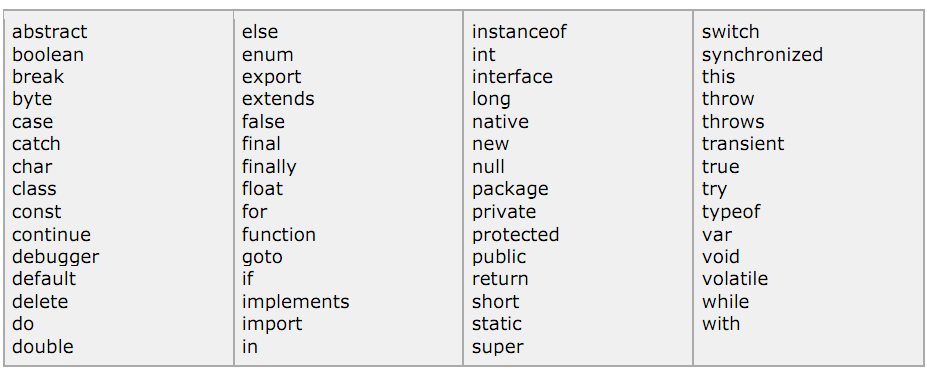 abstract
boolean
break
byte
case
catch
char
class
const
continue
debugger
default
delete
do
double
else
enum
export
extends
false
final
finally
float
for
function
goto
if
implements
import
in
instanceof
int
interface
long
native
new
null
package
private
protected
public
return
short
static
super
switch
synchronized
this
throw
throws
transient
true
try
typeof
var
void
volatile
while
with